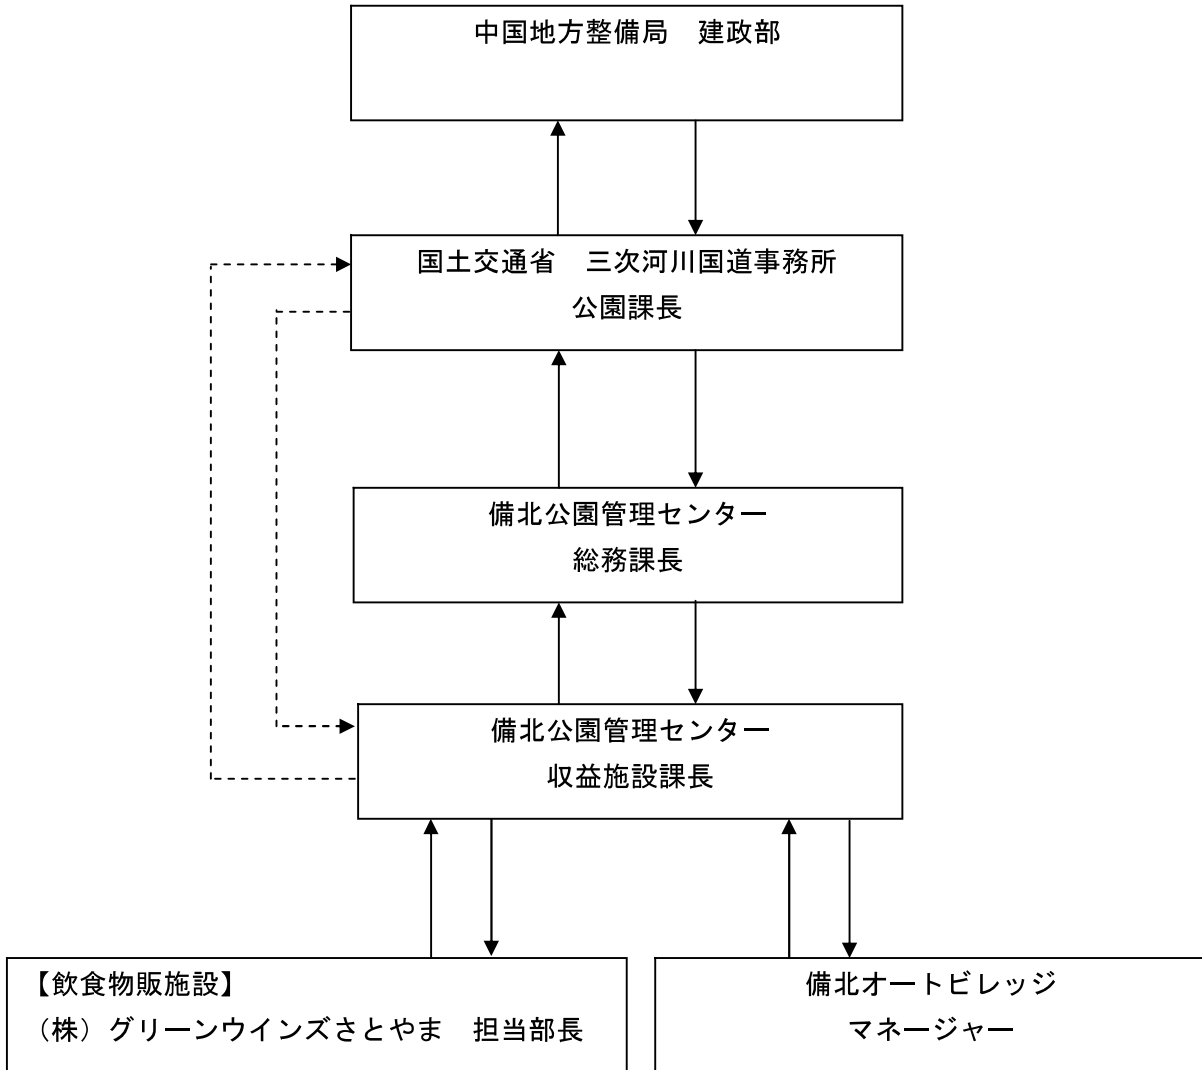 中国地方整備局　建政部
国土交通省　三次河川国道事務所
公園課長
備北公園管理センター
総務課長
備北公園管理センター
収益施設課長
【飲食物販施設】
（株）グリーンウインズさとやま　担当部長
備北オートビレッジ
マネージャー